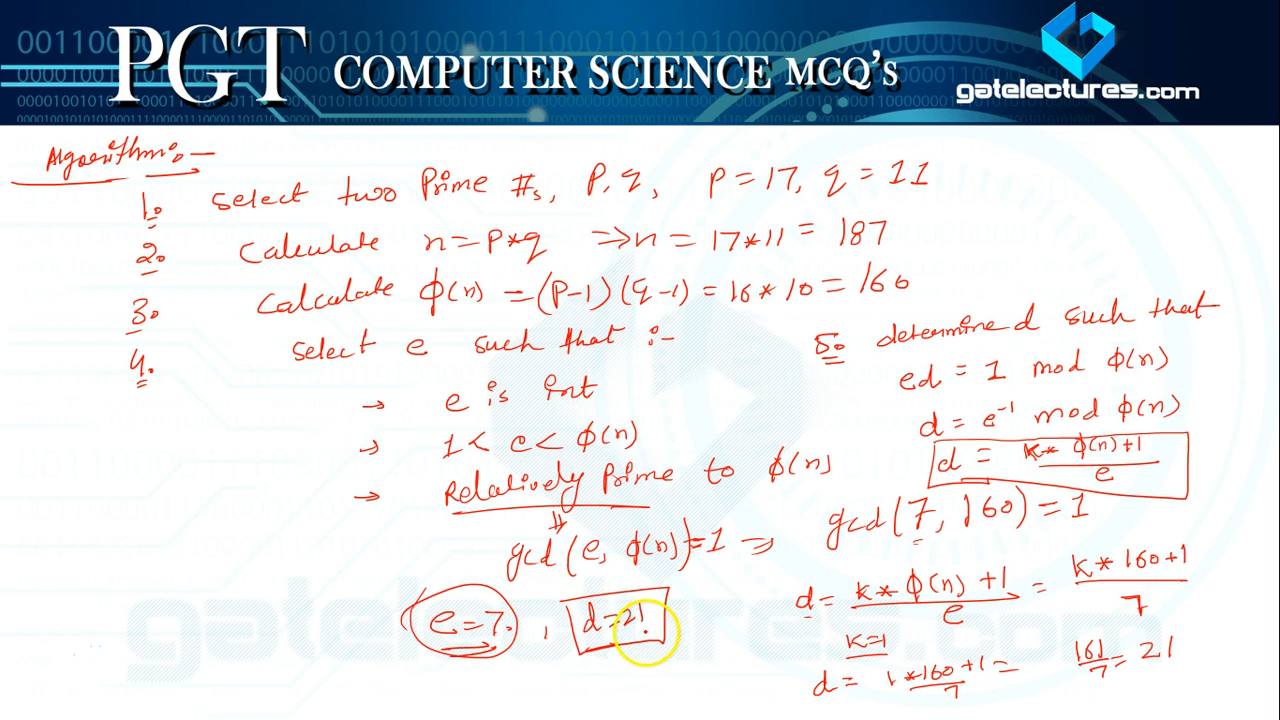 PGT COMPUTER SCIENCE MCQ'S
gatelectures.com
Algorithm:-
1. Select two Prime #s, P, q, P = 17, q = 11
2. Calculate n = P*q ⇒ n = 17*11 = 187
3. Calculate ϕ(n) = (P-1)(q-1) = 16*10 = 160
4. Select e such that :-
→ e is int
→ 1 < e < ϕ(n)
→ Relatively Prime to ϕ(n)
gcd(e, ϕ(n)) = 1 ⇒ gcd(7, 160) = 1
e = 7. , d = 21.
5. determine d such that
ed = 1 mod ϕ(n)
d = e⁻¹ mod ϕ(n)
d = (k * ϕ(n) + 1) / e
d = (k * ϕ(n) + 1) / e = (k * 160 + 1) / 7
k=1
d = (1 * 160 + 1) / 7 = 161/7 = 21
gatelectures.com